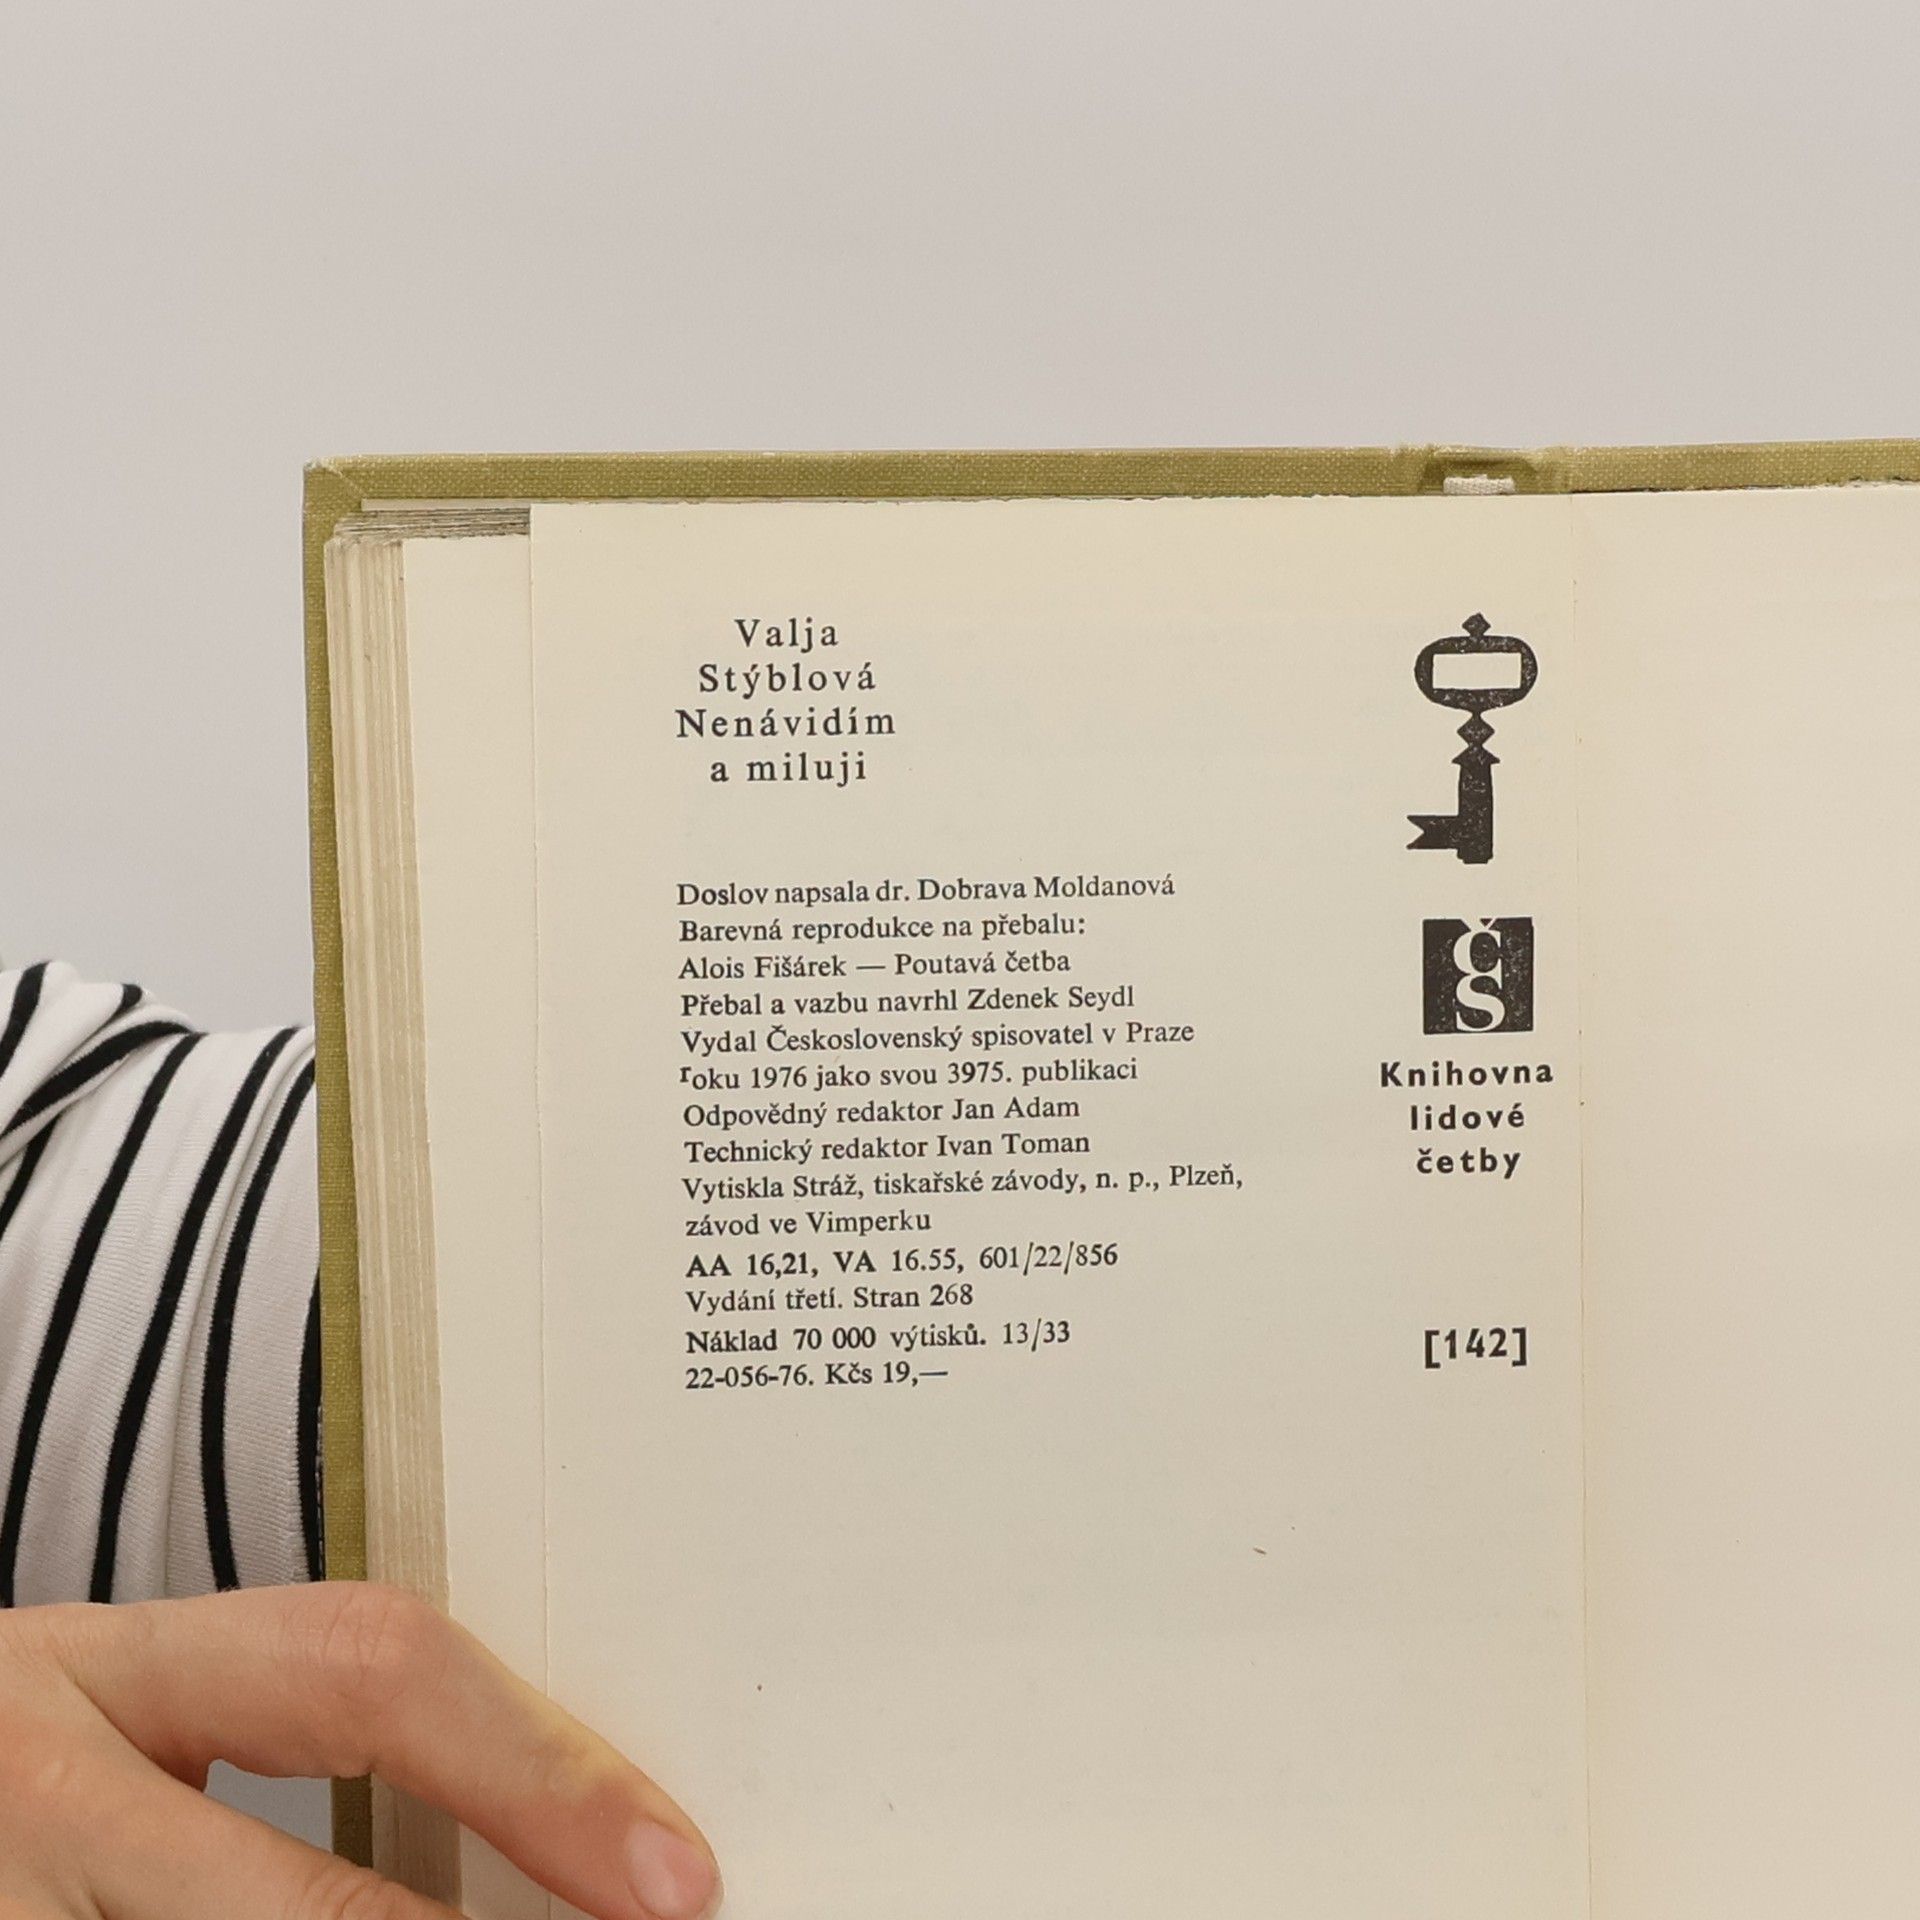 Valja
Stýblová
Nenávidím
a miluji
Doslov napsala dr. Dobrava Moldanová
Barevná reprodukce na přebalu:
Alois Fišárek — Poutavá četba
Přebal a vazbu navrhl Zdenek Seydl
Vydal Československý spisovatel v Praze
roku 1976 jako svou 3975. publikaci
Odpovědný redaktor Jan Adam
Technický redaktor Ivan Toman
Vytiskla Stráž, tiskařské závody, n. p., Plzeň,
závod ve Vimperku
AA 16,21, VA 16.55, 601/22/856
Vydání třetí. Stran 268
Náklad 70 000 výtisků. 13/33
22-056-76. Kčs 19,—
ČS
Knihovna
lidové
četby
[142]